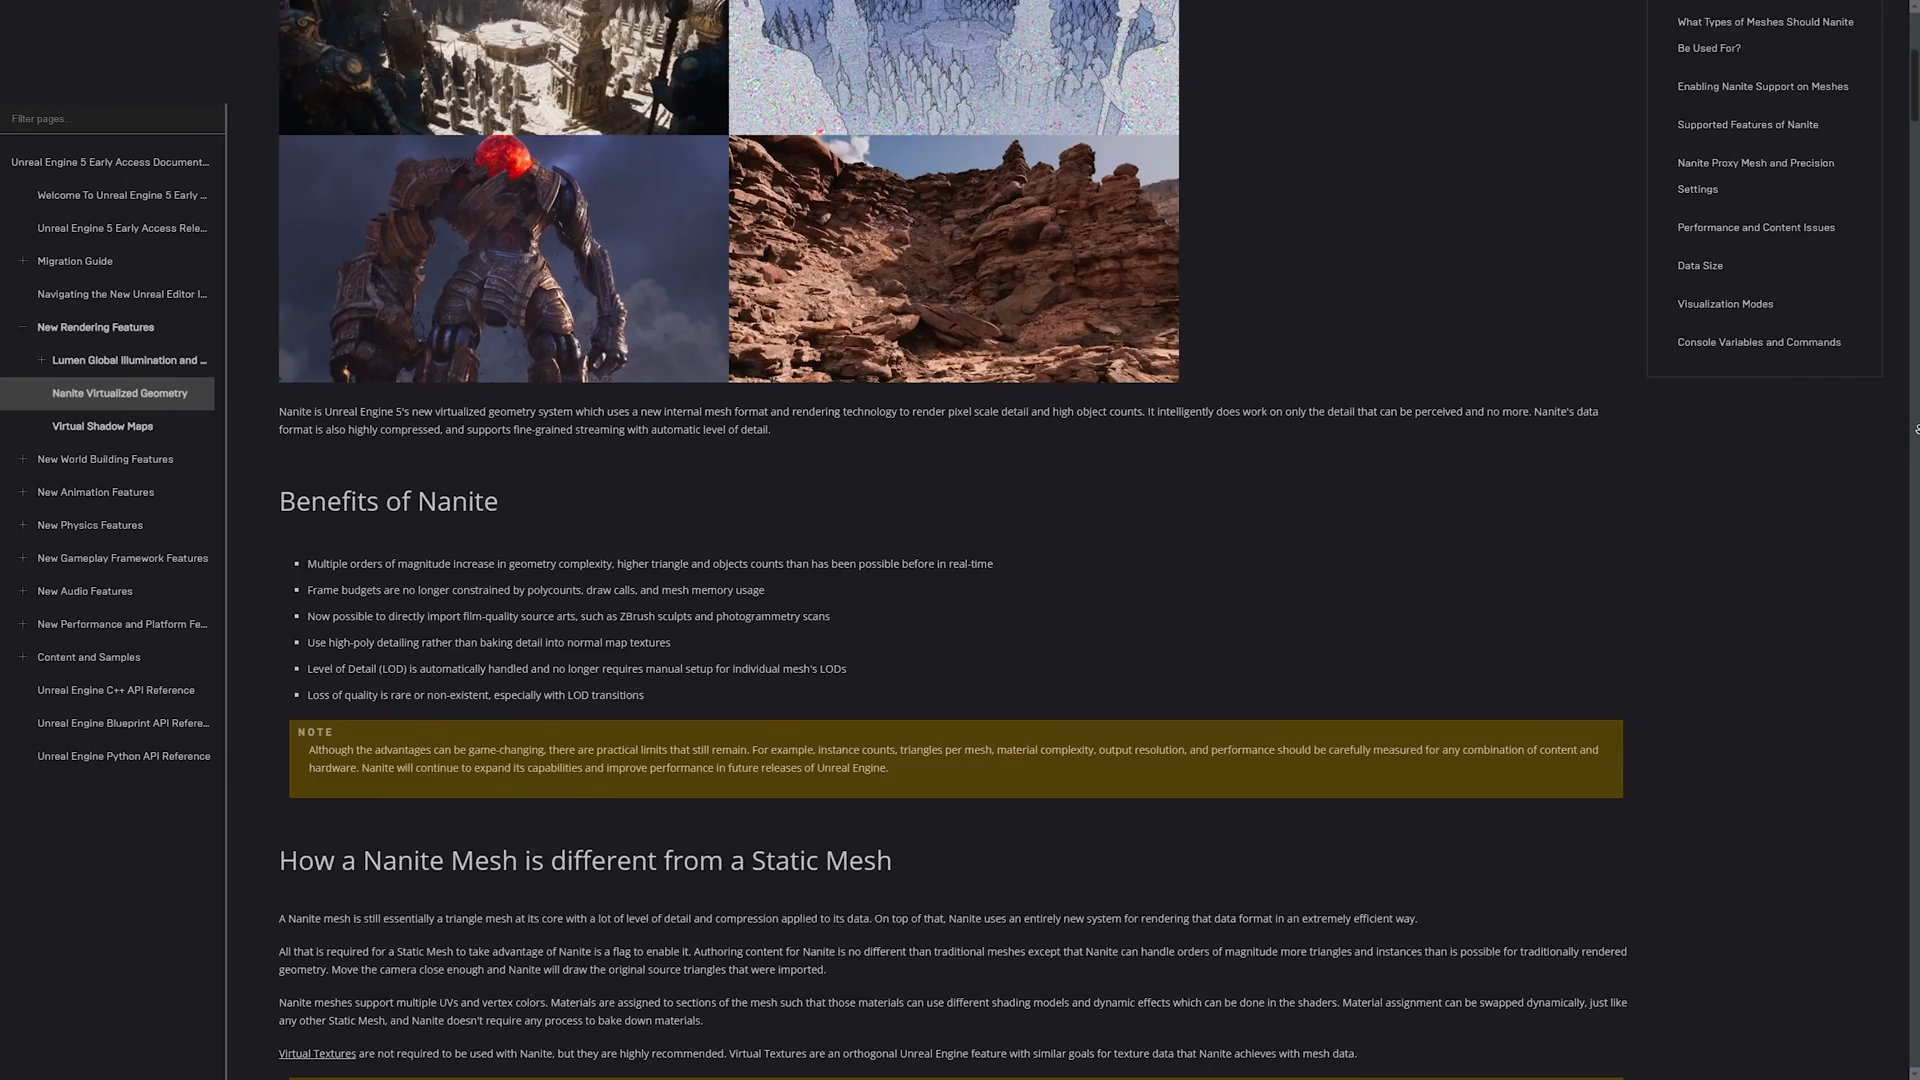 Filter pages...
Unreal Engine 5 Early Access Document...
Welcome To Unreal Engine 5 Early ...
Unreal Engine 5 Early Access Rele...
Migration Guide
Navigating the New Unreal Editor I...
New Rendering Features
Lumen Global Illumination and ...
Nanite Virtualized Geometry
Virtual Shadow Maps
New World Building Features
New Animation Features
New Physics Features
New Gameplay Framework Features
New Audio Features
New Performance and Platform Fe...
Content and Samples
Unreal Engine C++ API Reference
Unreal Engine Blueprint API Refere...
Unreal Engine Python API Reference
Nanite is Unreal Engine 5's new virtualized geometry system which uses a new internal mesh format and rendering technology to render pixel scale detail and high object counts. It intelligently does work on only the detail that can be perceived and no more. Nanite's data
format is also highly compressed, and supports fine-grained streaming with automatic level of detail.
Benefits of Nanite
▪ Multiple orders of magnitude increase in geometry complexity, higher triangle and objects counts than has been possible before in real-time
▪ Frame budgets are no longer constrained by polycounts, draw calls, and mesh memory usage
▪ Now possible to directly import film-quality source arts, such as ZBrush sculpts and photogrammetry scans
▪ Use high-poly detailing rather than baking detail into normal map textures
▪ Level of Detail (LOD) is automatically handled and no longer requires manual setup for individual mesh's LODs
▪ Loss of quality is rare or non-existent, especially with LOD transitions
NOTE
Although the advantages can be game-changing, there are practical limits that still remain. For example, instance counts, triangles per mesh, material complexity, output resolution, and performance should be carefully measured for any combination of content and
hardware. Nanite will continue to expand its capabilities and improve performance in future releases of Unreal Engine.
How a Nanite Mesh is different from a Static Mesh
A Nanite mesh is still essentially a triangle mesh at its core with a lot of level of detail and compression applied to its data. On top of that, Nanite uses an entirely new system for rendering that data format in an extremely efficient way.
All that is required for a Static Mesh to take advantage of Nanite is a flag to enable it. Authoring content for Nanite is no different than traditional meshes except that Nanite can handle orders of magnitude more triangles and instances than is possible for traditionally rendered
geometry. Move the camera close enough and Nanite will draw the original source triangles that were imported.
Nanite meshes support multiple UVs and vertex colors. Materials are assigned to sections of the mesh such that those materials can use different shading models and dynamic effects which can be done in the shaders. Material assignment can be swapped dynamically, just like
any other Static Mesh, and Nanite doesn't require any process to bake down materials.
Virtual Textures are not required to be used with Nanite, but they are highly recommended. Virtual Textures are an orthogonal Unreal Engine feature with similar goals for texture data that Nanite achieves with mesh data.
What Types of Meshes Should Nanite
Be Used For?
Enabling Nanite Support on Meshes
Supported Features of Nanite
Nanite Proxy Mesh and Precision
Settings
Performance and Content Issues
Data Size
Visualization Modes
Console Variables and Commands